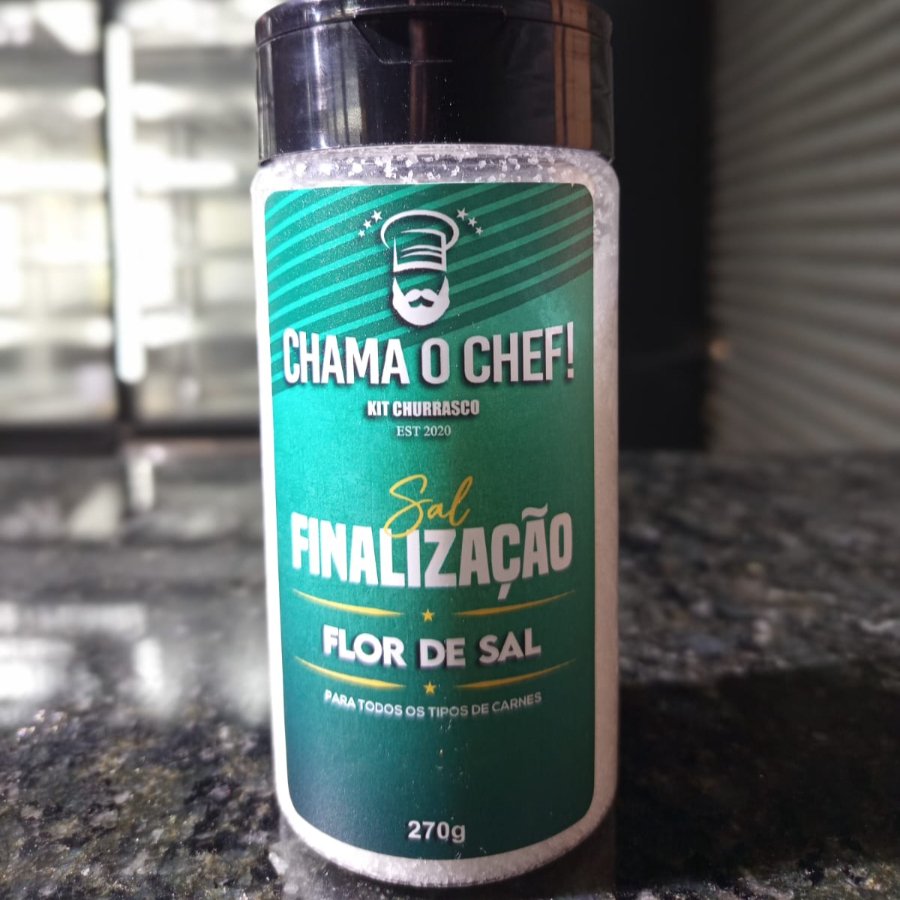 CHAMA O CHEF!
KIT CHURRASCO
EST 2020
Sal
FINALIZAÇÃO
FLOR DE SAL
PARA TODOS OS TIPOS DE CARNES
270g